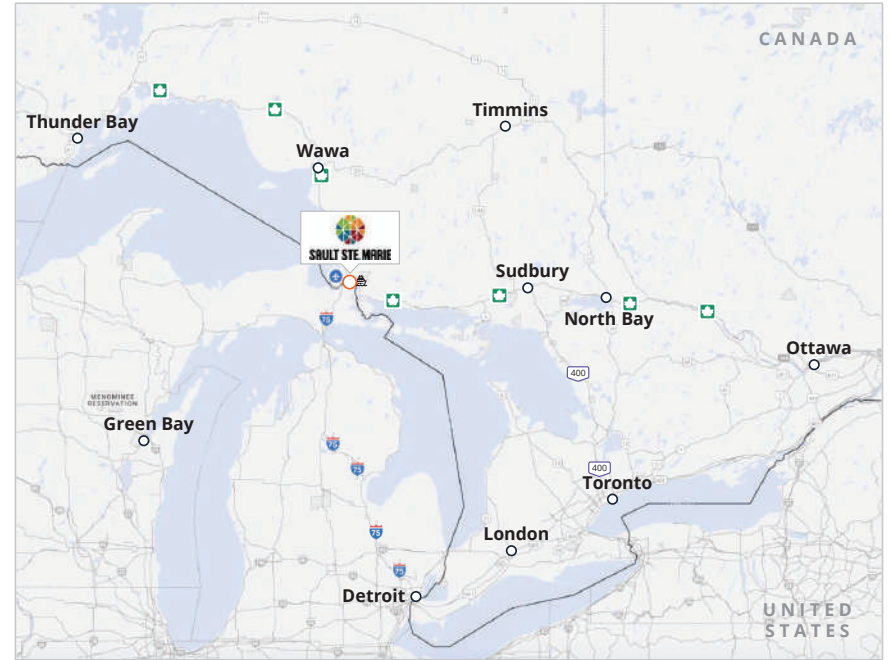 CANADA
Thunder Bay
Timmins
Wawa
SAULT STE. MARIE
Sudbury
75
North Bay
Ottawa
400
MENOMINEE
RESERVATION
Green Bay
75
75
400
Toronto
75
London
75
Detroit
UNITED
STATES